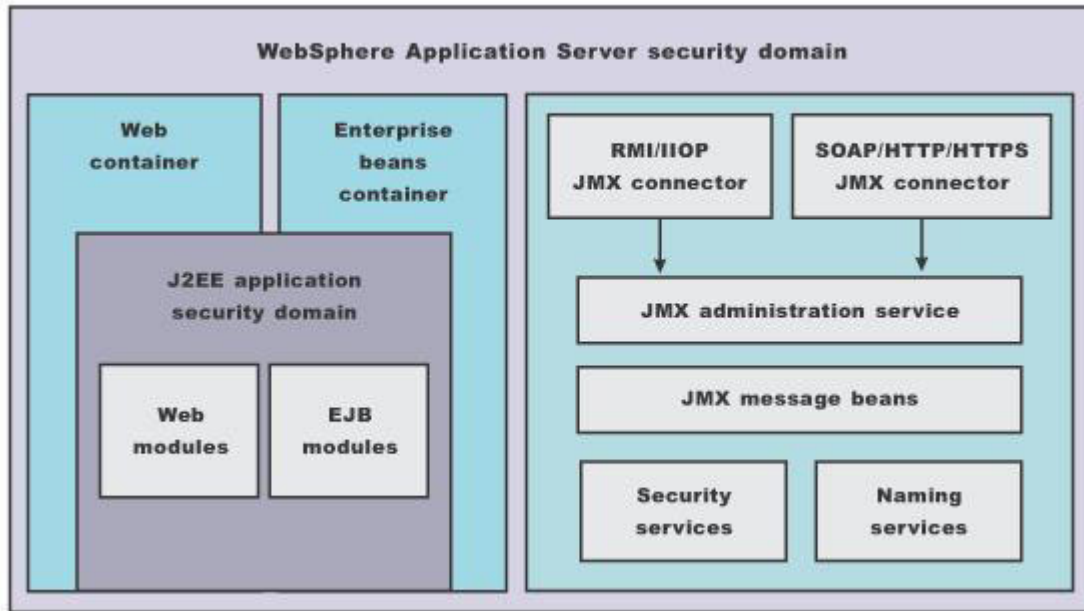 WebSphere Application Server security domain
Web
container
Enterprise
beans
container
J2EE application
security domain
Web
modules
EJB
modules
RMI/IIOP
JMX connector
SOAP/HTTP/HTTPS
JMX connector
JMX administration service
JMX message beans
Security
services
Naming
services